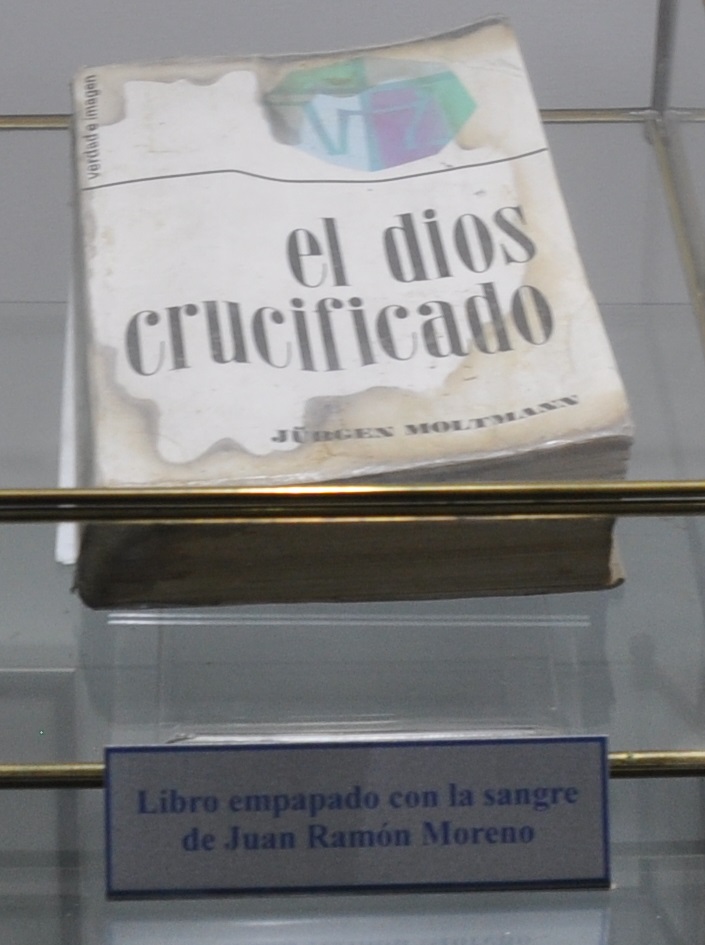 verdad e imagen
el dios
crucificado
JÜRGEN MOLTMANN
Libro empapado con la sangre
de Juan Ramón Moreno